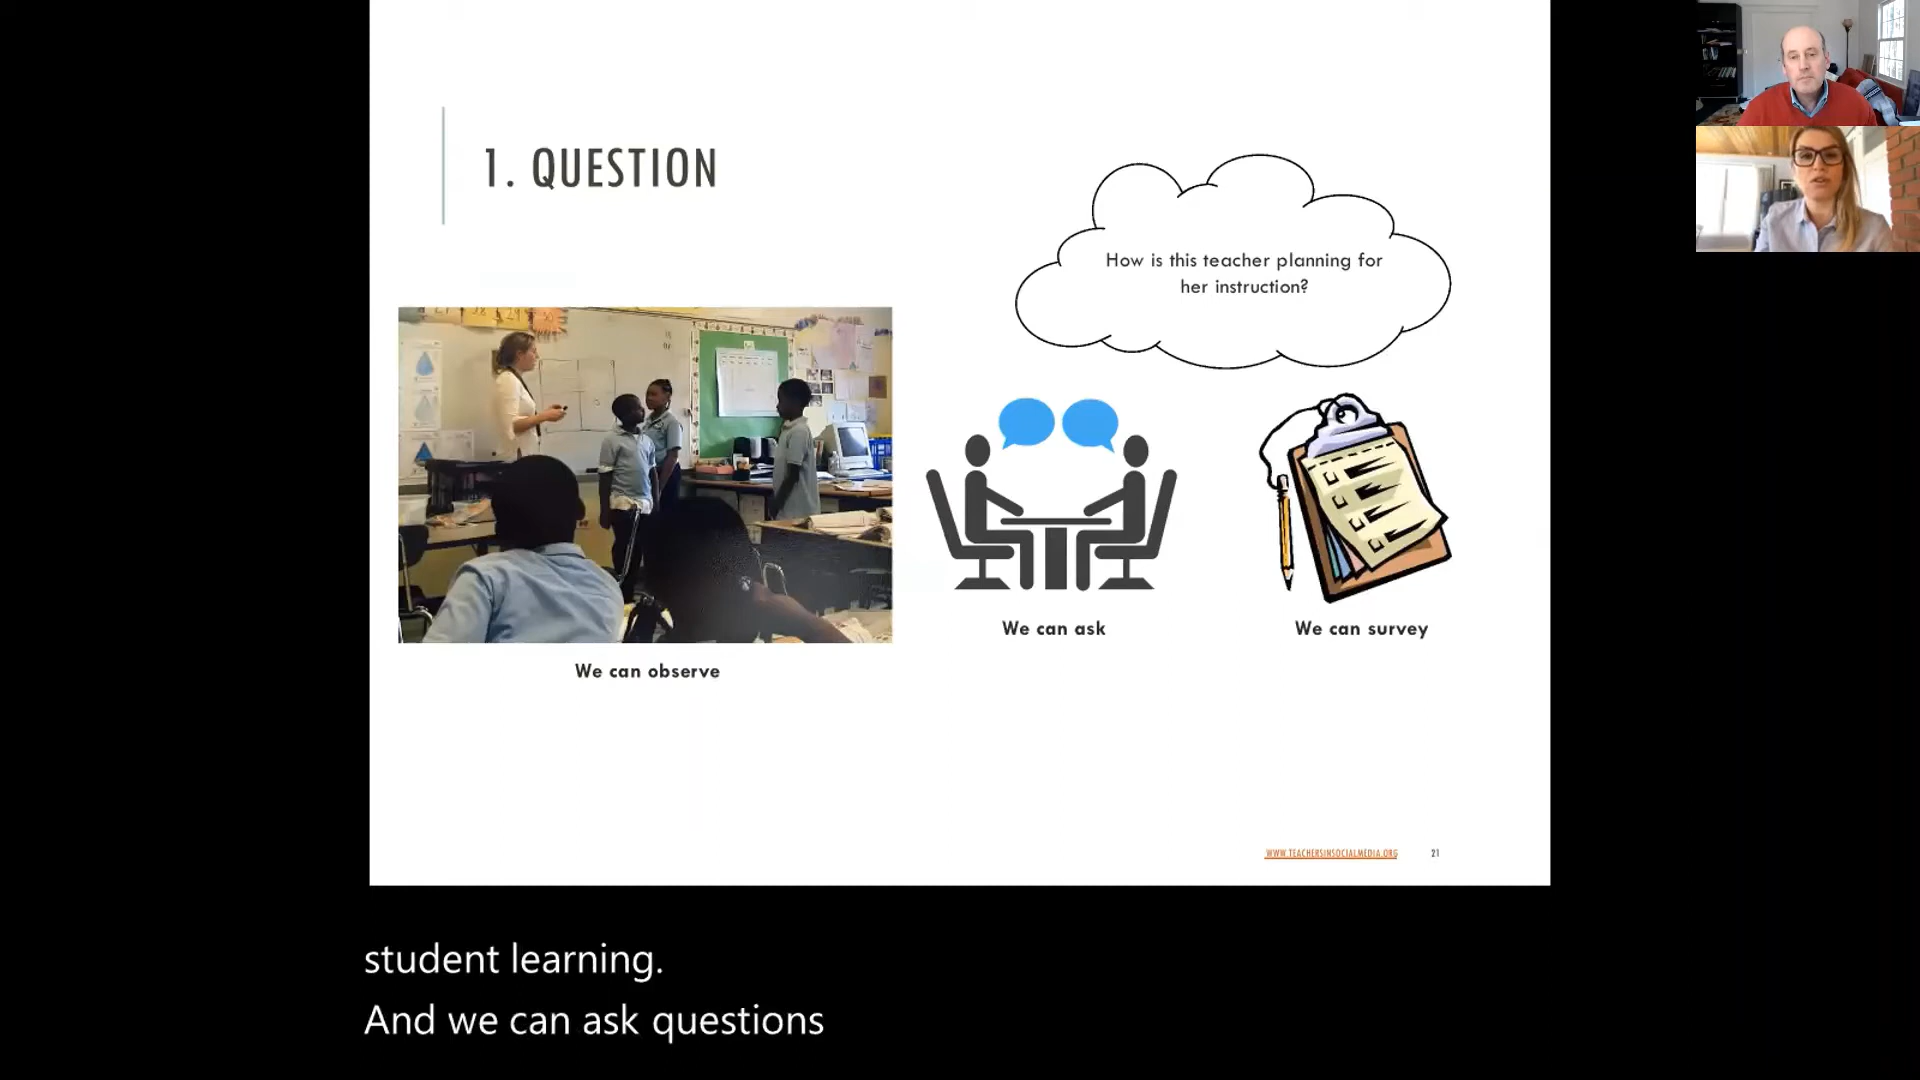 1. QUESTION
How is this teacher planning for
her instruction?
We can ask
We can survey
We can observe
WWW.TEACHERSINSOCIALMEDIA.ORG 21
student learning.
And we can ask questions